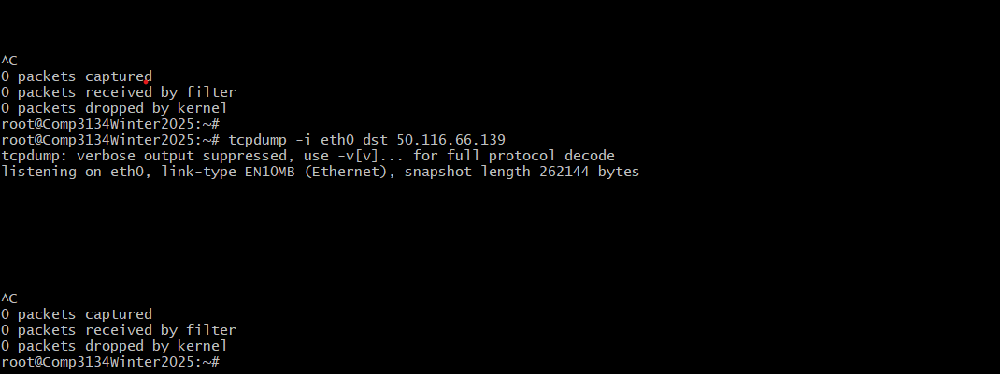 ^C
0 packets captured
0 packets received by filter
0 packets dropped by kernel
root@Comp3134Winter2025:~#
root@Comp3134Winter2025:~# tcpdump -i eth0 dst 50.116.66.139
tcpdump: verbose output suppressed, use -v[v]... for full protocol decode
listening on eth0, link-type EN10MB (Ethernet), snapshot length 262144 bytes
^C
0 packets captured
0 packets received by filter
0 packets dropped by kernel
root@Comp3134Winter2025:~#